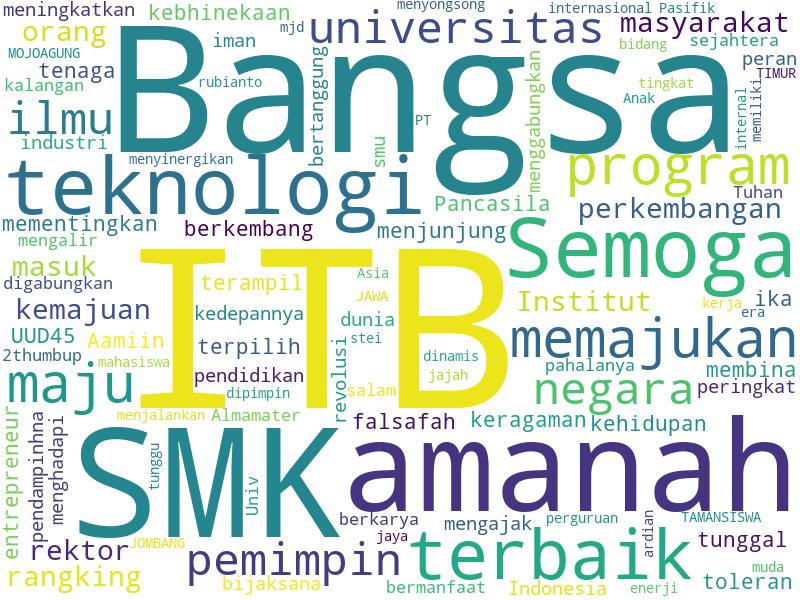 meningkatkan
kebhinekaan
menyongsong
internasional Pasifik
orang
mjd
universitas
masyarakat
MOJOAGUNG
iman
bidang
sejahtera
tenaga
Bangsa
peran
kalangan
rubianto
bertanggung
tingkat
TIMUR
ilmu
Anak
internal
memiliki
industri
smu
PT
menggabungkan
menyinergikan
program
teknologi
Tuhan
Pancasila
perkembangan
mementingkan
berkembang
menjunjung
mengalir
Semoga
masuk
ITB
terampil
Asia
digabungkan
JAWA
Institut
kerja
ika
kemajuan
kedepannya
dunia
era
UUD45
Aamiin
terpilih
stei
memajukan
2thumbup
mahasiswa
dinamis
pahalanya
membina
maju
pendidikan
revolusi
jajah
negara
peringkat
dipimpin
salam
menjalankan
Almamater
falsafah
keragaman
kehidupan
entrepreneur
pendampinhna
menghadapi
SMK
amanah
tunggu
Univ
berkarya
mengajak
perguruan
ardian
TAMANSISWA
rektor
JOMBANG
jaya
tunggal
pemimpin
terbaik
rangking
bijaksana
bermanfaat
Indonesia
energi
muda
toleran